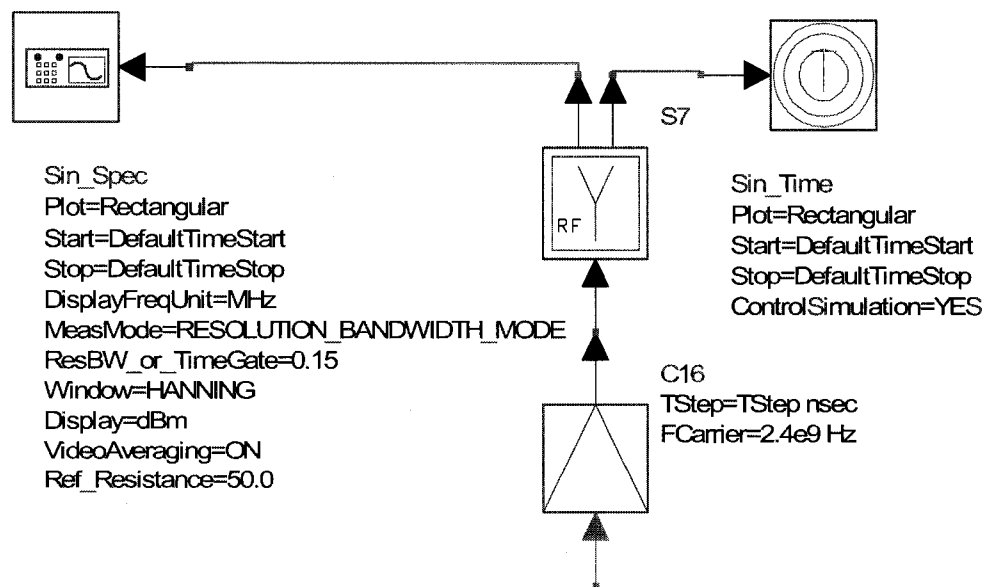 S7
RF
Sin_Spec
Plot=Rectangular
Start=DefaultTimeStart
Stop=DefaultTimeStop
DisplayFreqUnit=MHz
MeasMode=RESOLUTION_BANDWIDTH_MODE
ResBW_or_TimeGate=0.15
Window=HANNING
Display=dBm
VideoAveraging=ON
Ref_Resistance=50.0
Sin_Time
Plot=Rectangular
Start=DefaultTimeStart
Stop=DefaultTimeStop
ControlSimulation=YES
C16
TStep=TStep nsec
FCarrier=2.4e9 Hz